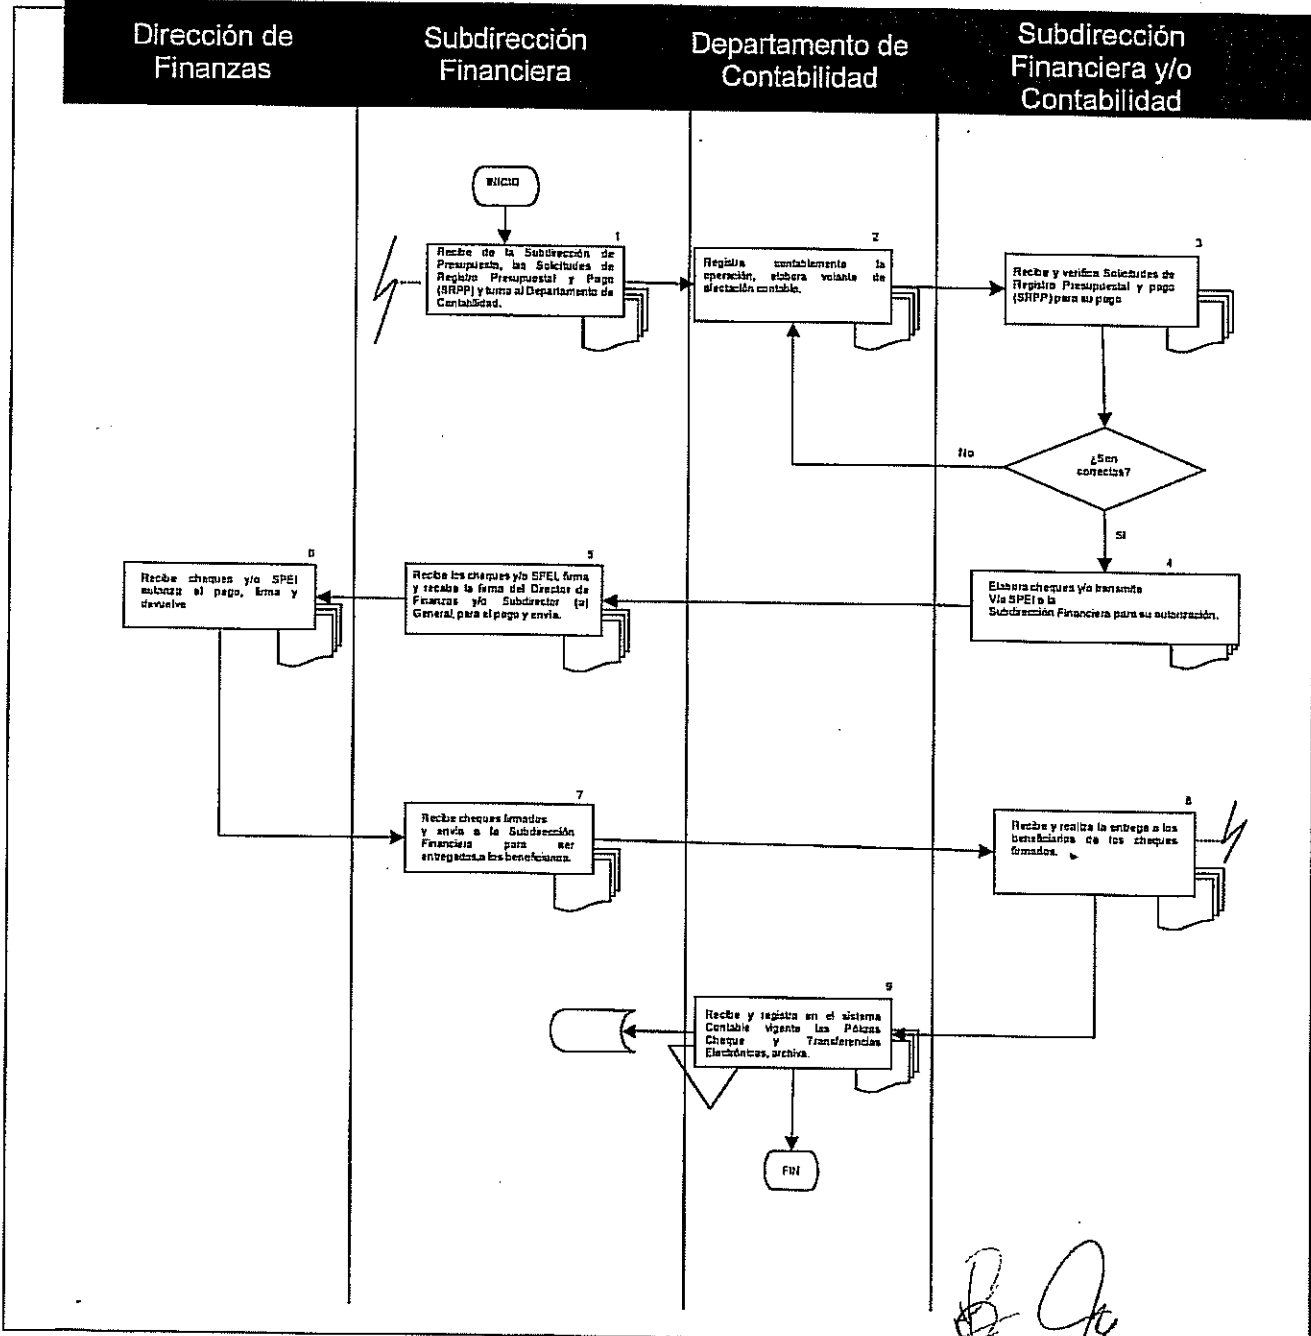 Dirección de
Finanzas
Subdirección
Financiera
Departamento de
Contabilidad
Subdirección
Financiera y/o
Contabilidad
INICIO
1
Recibe de la Subdirección de
Presupuesto, las Solicitudes de
Registro Presupuestal y Pago
(SRPP) y turna al Departamento de
Contabilidad.
2
Registra contablemente la
operación, elabora volante de
afectación contable.
3
Recibe y verifica Solicitudes de
Registro Presupuestal y pago
(SRPP) para su pago
¿Son
correctas?
No
SI
4
Elabora cheques y/o transmite
Vía SPEI a la
Subdirección Financiera para su autorización.
5
Recibe los cheques y/o SPEI, firma
y recaba la firma del Director de
Finanzas y/o Subdirector (a)
General, para el pago y envía.
6
Recibe cheques y/o SPEI
autoriza el pago, firma y
devuelve
7
Recibe cheques firmados
y envía a la Subdirección
Financiera para ser
entregados, a los beneficiarios.
8
Recibe y realiza la entrega a los
beneficiarios de los cheques
firmados.
9
Recibe y registra en el sistema
Contable vigente las Pólizas
Cheque y Transferencias
Electrónicas, archiva.
FIN